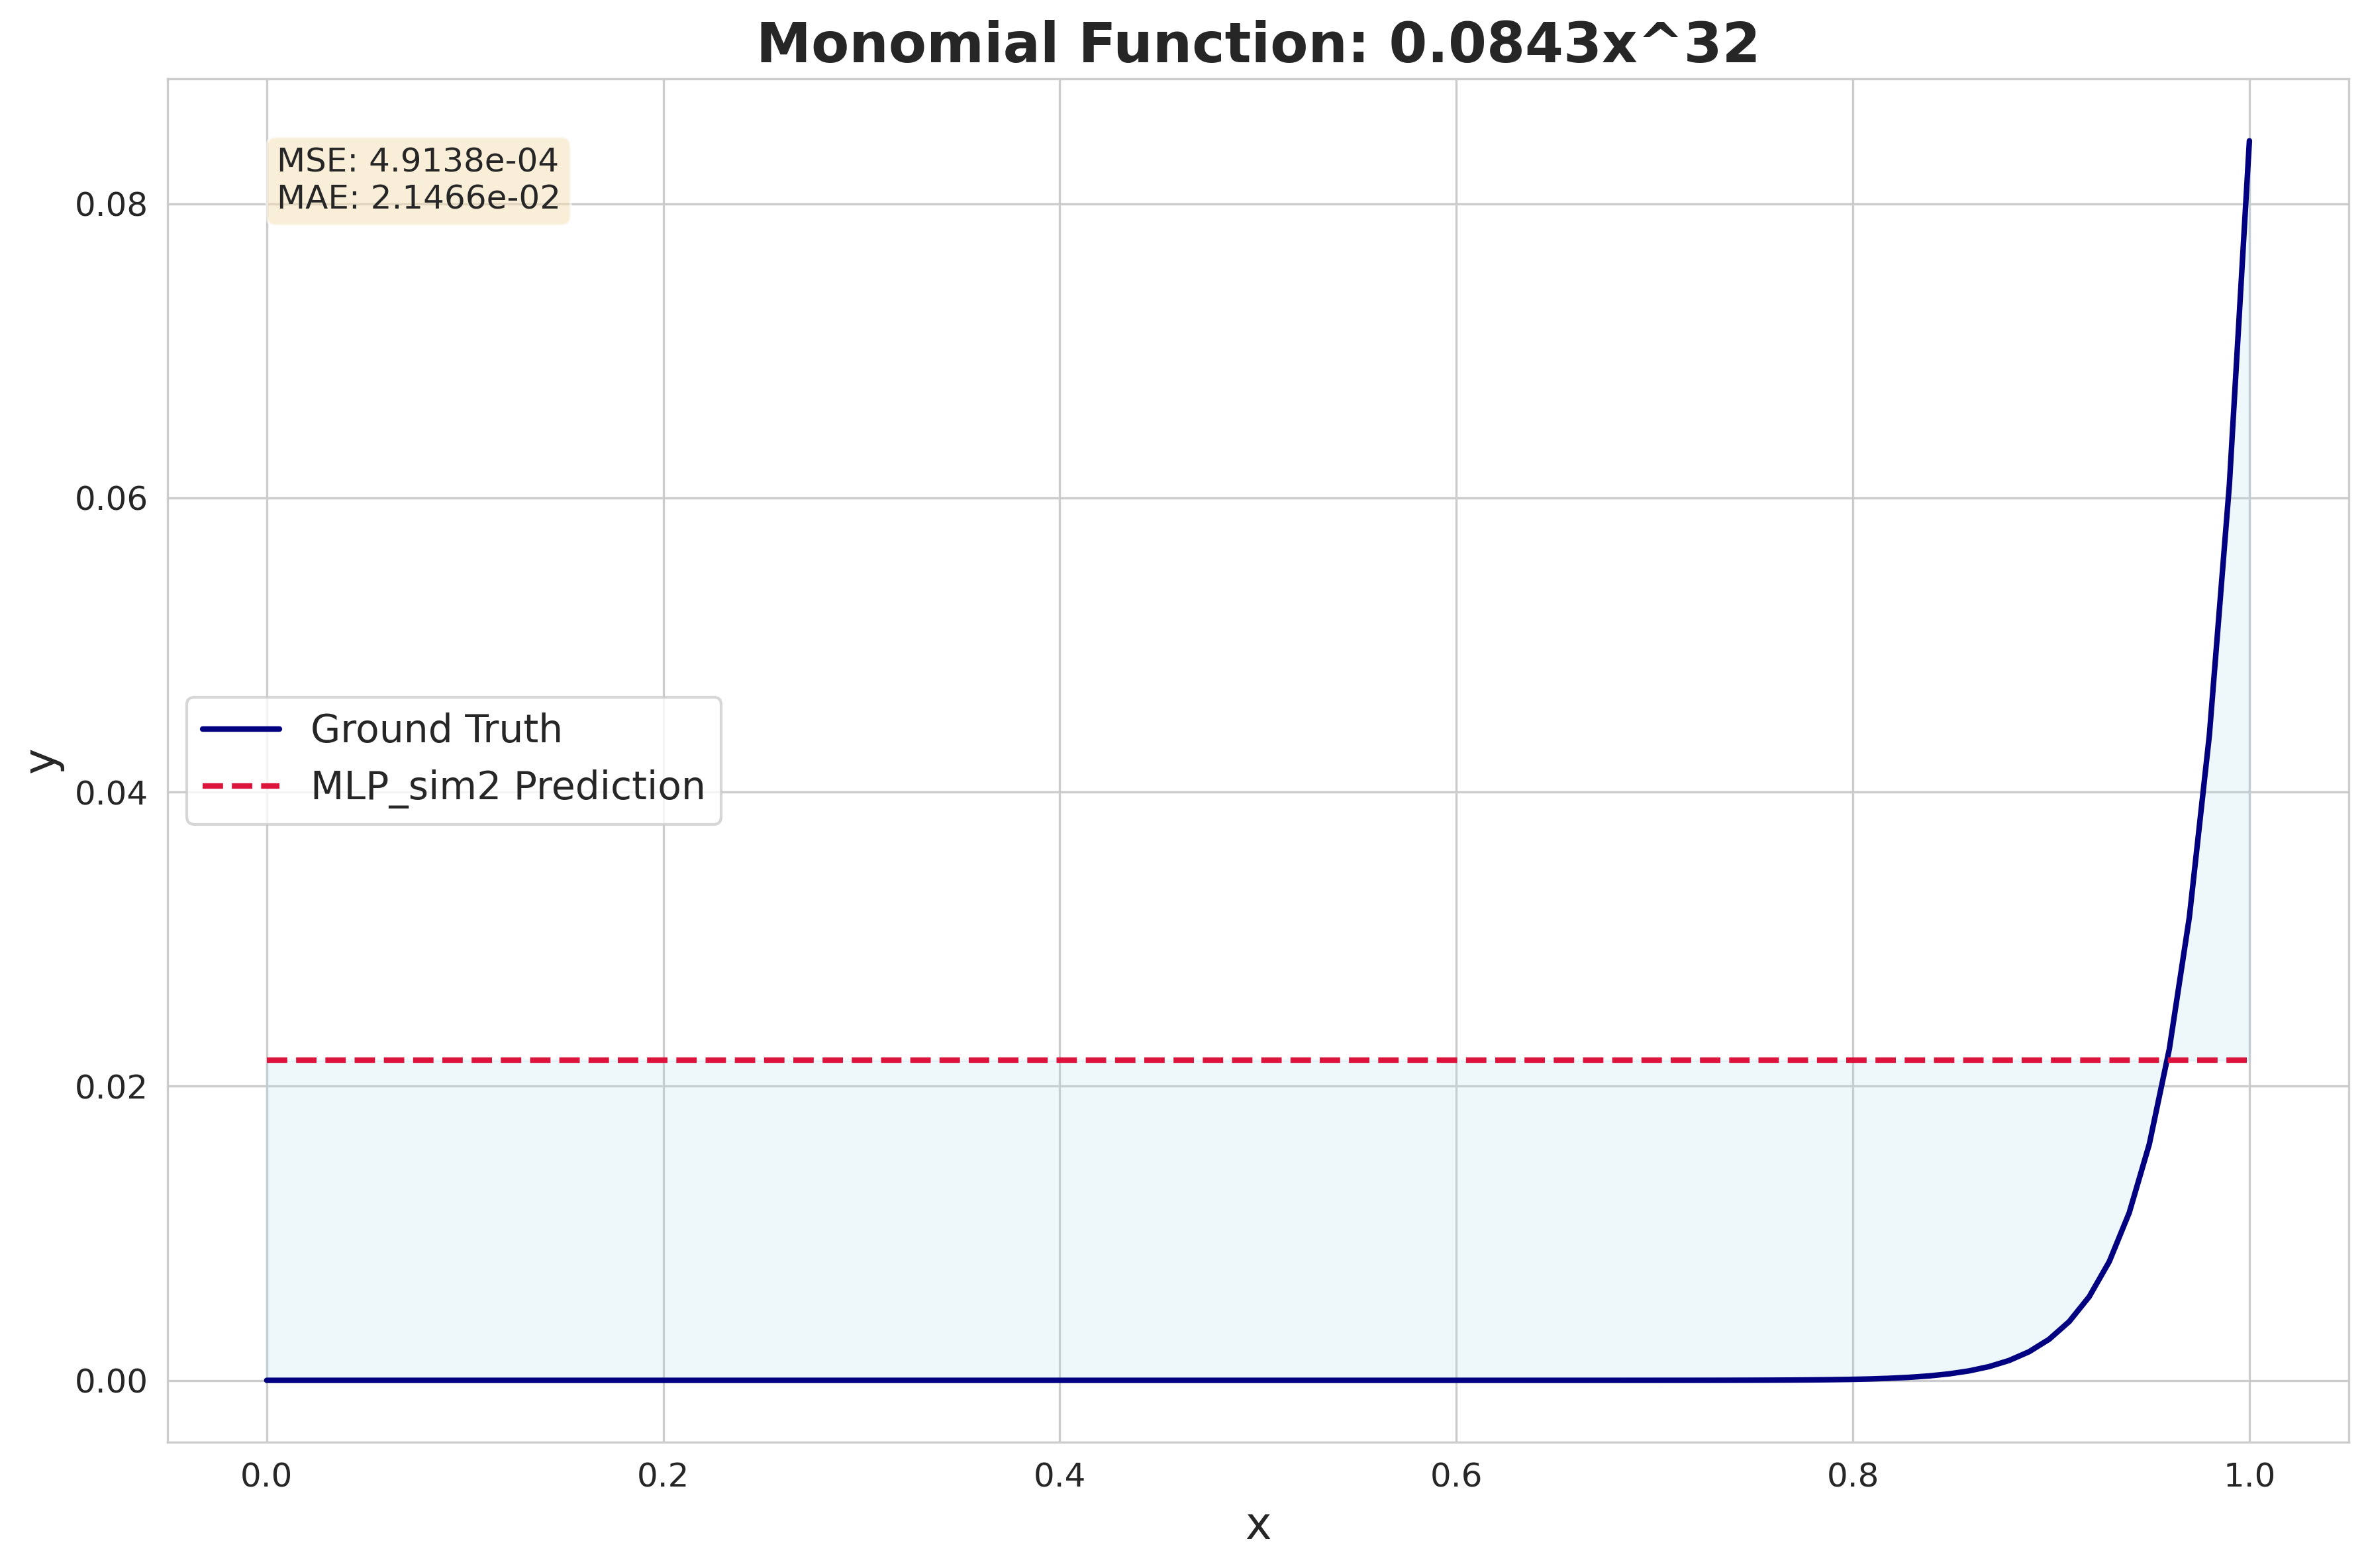 Monomial Function: 0.0843x^32
MSE: 4.9138e-04
MAE: 2.1466e-02
0.08
0.06
Ground Truth
MLP_sim2 Prediction
y
0.04
0.02
0.00
0.0 0.2 0.4 0.6 0.8 1.0
x